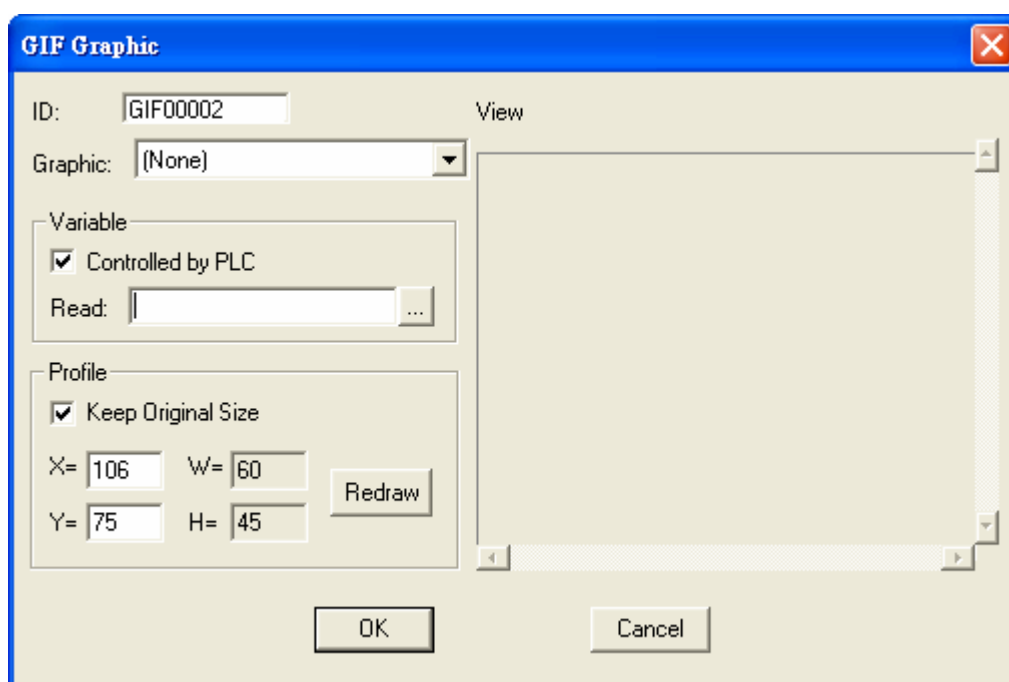 GIF Graphic
ID: GIF00002
View
Graphic: (None)
Variable
Controlled by PLC
Read: ...
Profile
Keep Original Size
X= 106 W= 60
Redraw
Y= 75 H= 45
OK Cancel